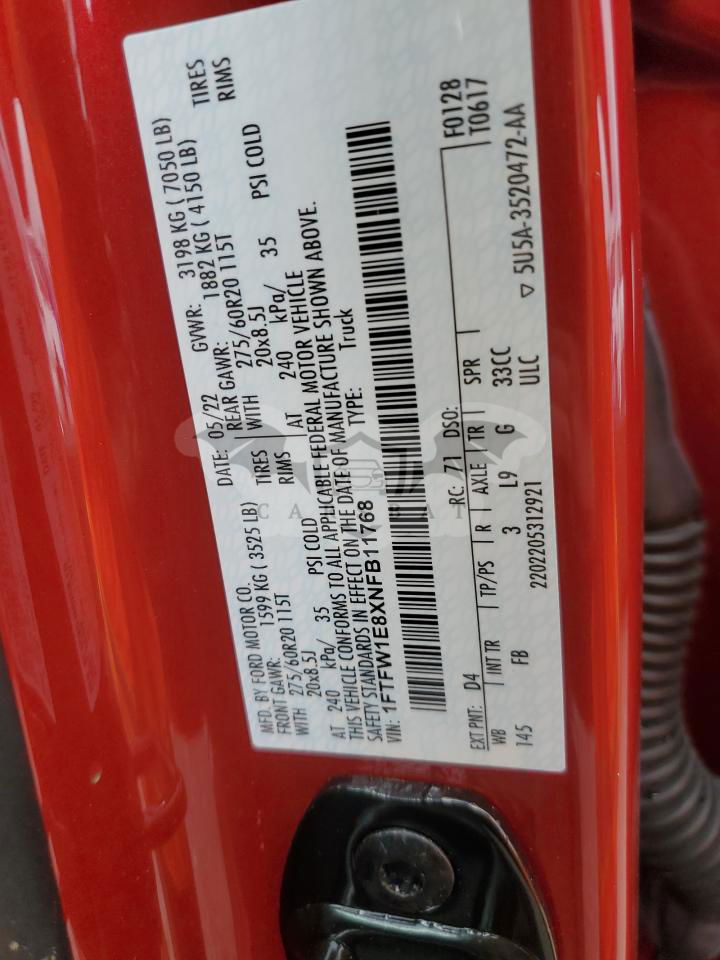 MFD. BY FORD MOTOR CO. DATE: 05/22 GVWR: 3198 KG ( 7050 LB)
FRONT GAWR: 1599 KG ( 3525 LB) REAR GAWR: 1882 KG ( 4150 LB)
WITH 275/60R20 115T TIRES WITH 275/60R20 115T TIRES
20x8.5J RIMS 20x8.5J RIMS
AT 240 kPa/ 35 PSI COLD AT 240 kPa/ 35 PSI COLD
THIS VEHICLE CONFORMS TO ALL APPLICABLE FEDERAL MOTOR VEHICLE
SAFETY STANDARDS IN EFFECT ON THE DATE OF MANUFACTURE SHOWN ABOVE.
VIN: 1FTFW1E8XNFB11768 TYPE: Truck
EXT PNT: D4 RC: 71 DSO: F0128
WB INT TR TP/PS R AXLE TR SPR T0617
145 FB 3 L9 G 33CC
2202205312921 ULC ▽ 5U5A-3520472-AA
CARBAT